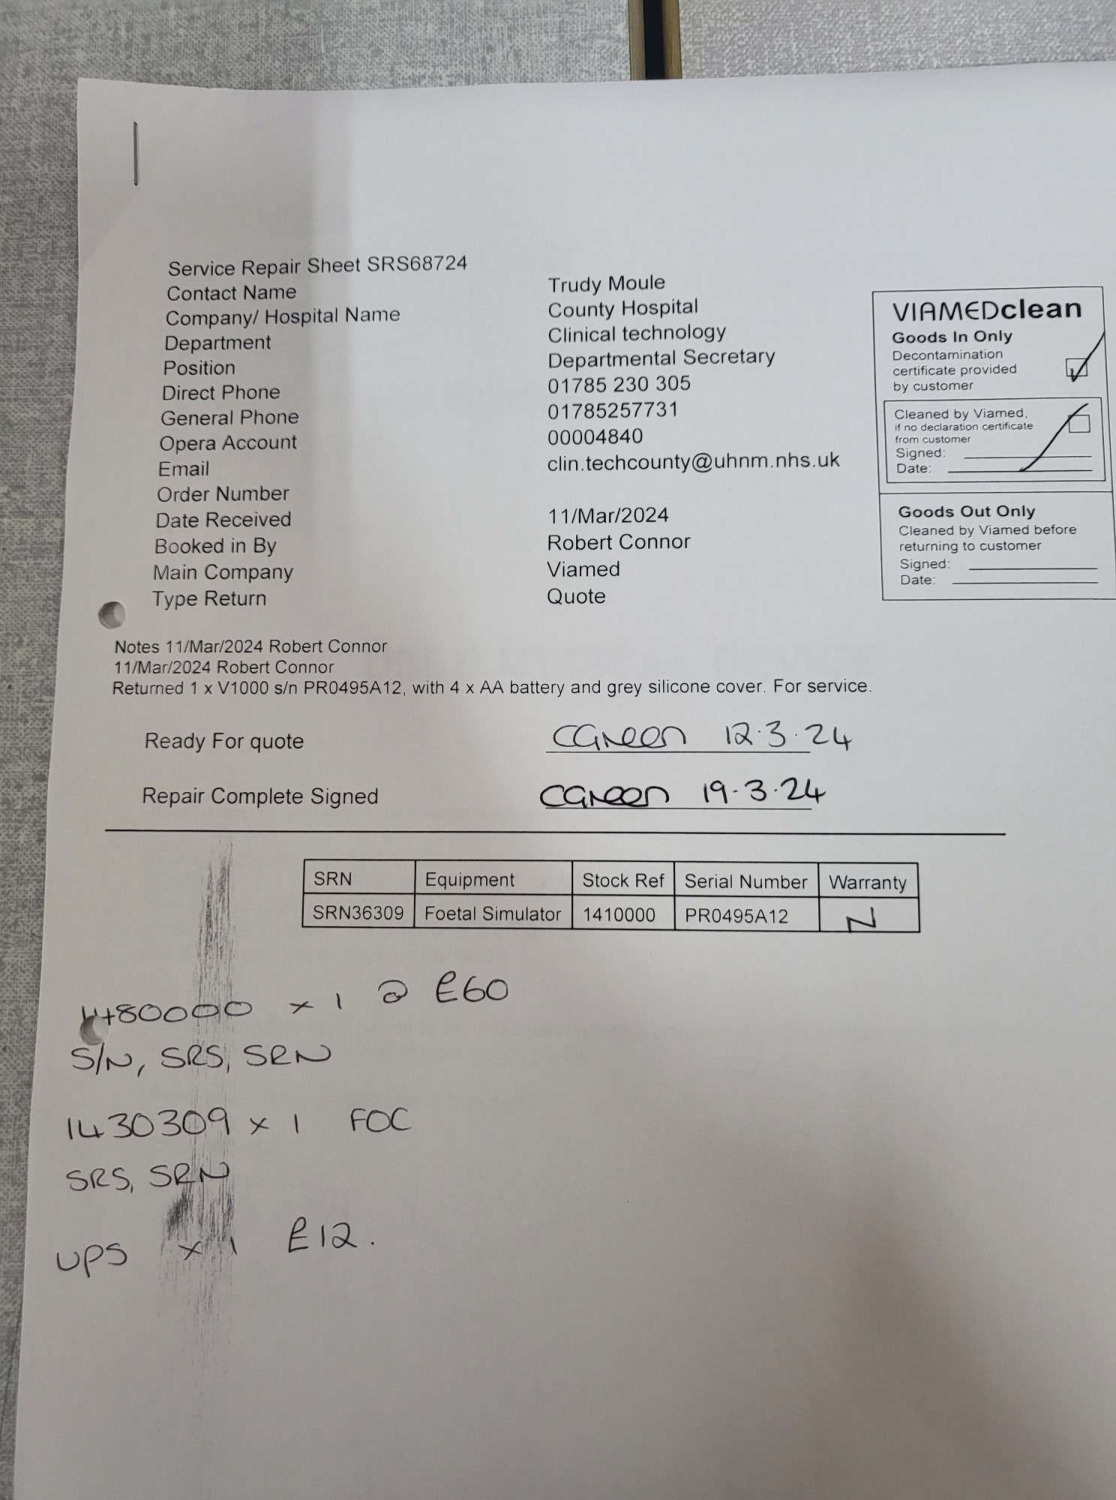 Service Repair Sheet SRS68724
Contact Name Trudy Moule
Company/ Hospital Name County Hospital
Department Clinical technology
Position Departmental Secretary
Direct Phone 01785 230 305
General Phone 01785257731
Opera Account 00004840
Email clin.techcounty@uhnm.nhs.uk
Order Number
Date Received 11/Mar/2024
Booked in By Robert Connor
Main Company Viamed
Type Return Quote
VIAMEDclean
Goods In Only
Decontamination
certificate provided
by customer
Cleaned by Viamed,
if no declaration certificate
from customer
Signed:
Date:
Goods Out Only
Cleaned by Viamed before
returning to customer
Signed:
Date:
Notes 11/Mar/2024 Robert Connor
11/Mar/2024 Robert Connor
Returned 1 x V1000 s/n PR0495A12, with 4 x AA battery and grey silicone cover. For service.
Ready For quote CGreen 12.3.24
Repair Complete Signed CGreen 19.3.24
SRN Equipment Stock Ref Serial Number Warranty
SRN36309 Foetal Simulator 1410000 PR0495A12 N
1480000 x 1 @ £60
S/N, SRS, SRN
1430309 x 1 FOC
SRS, SRN
UPS x 1 £12.